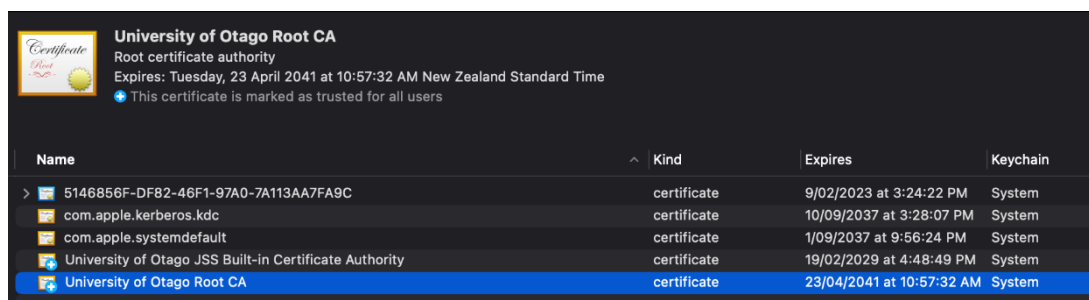 Certificate
Root
University of Otago Root CA
Root certificate authority
Expires: Tuesday, 23 April 2041 at 10:57:32 AM New Zealand Standard Time
This certificate is marked as trusted for all users
Name Kind Expires Keychain
5146856F-DF82-46F1-97A0-7A113AA7FA9C certificate 9/02/2023 at 3:24:22 PM System
com.apple.kerberos.kdc certificate 10/09/2037 at 3:28:07 PM System
com.apple.systemdefault certificate 1/09/2037 at 9:56:24 PM System
University of Otago JSS Built-in Certificate Authority certificate 19/02/2029 at 4:48:49 PM System
University of Otago Root CA certificate 23/04/2041 at 10:57:32 AM System